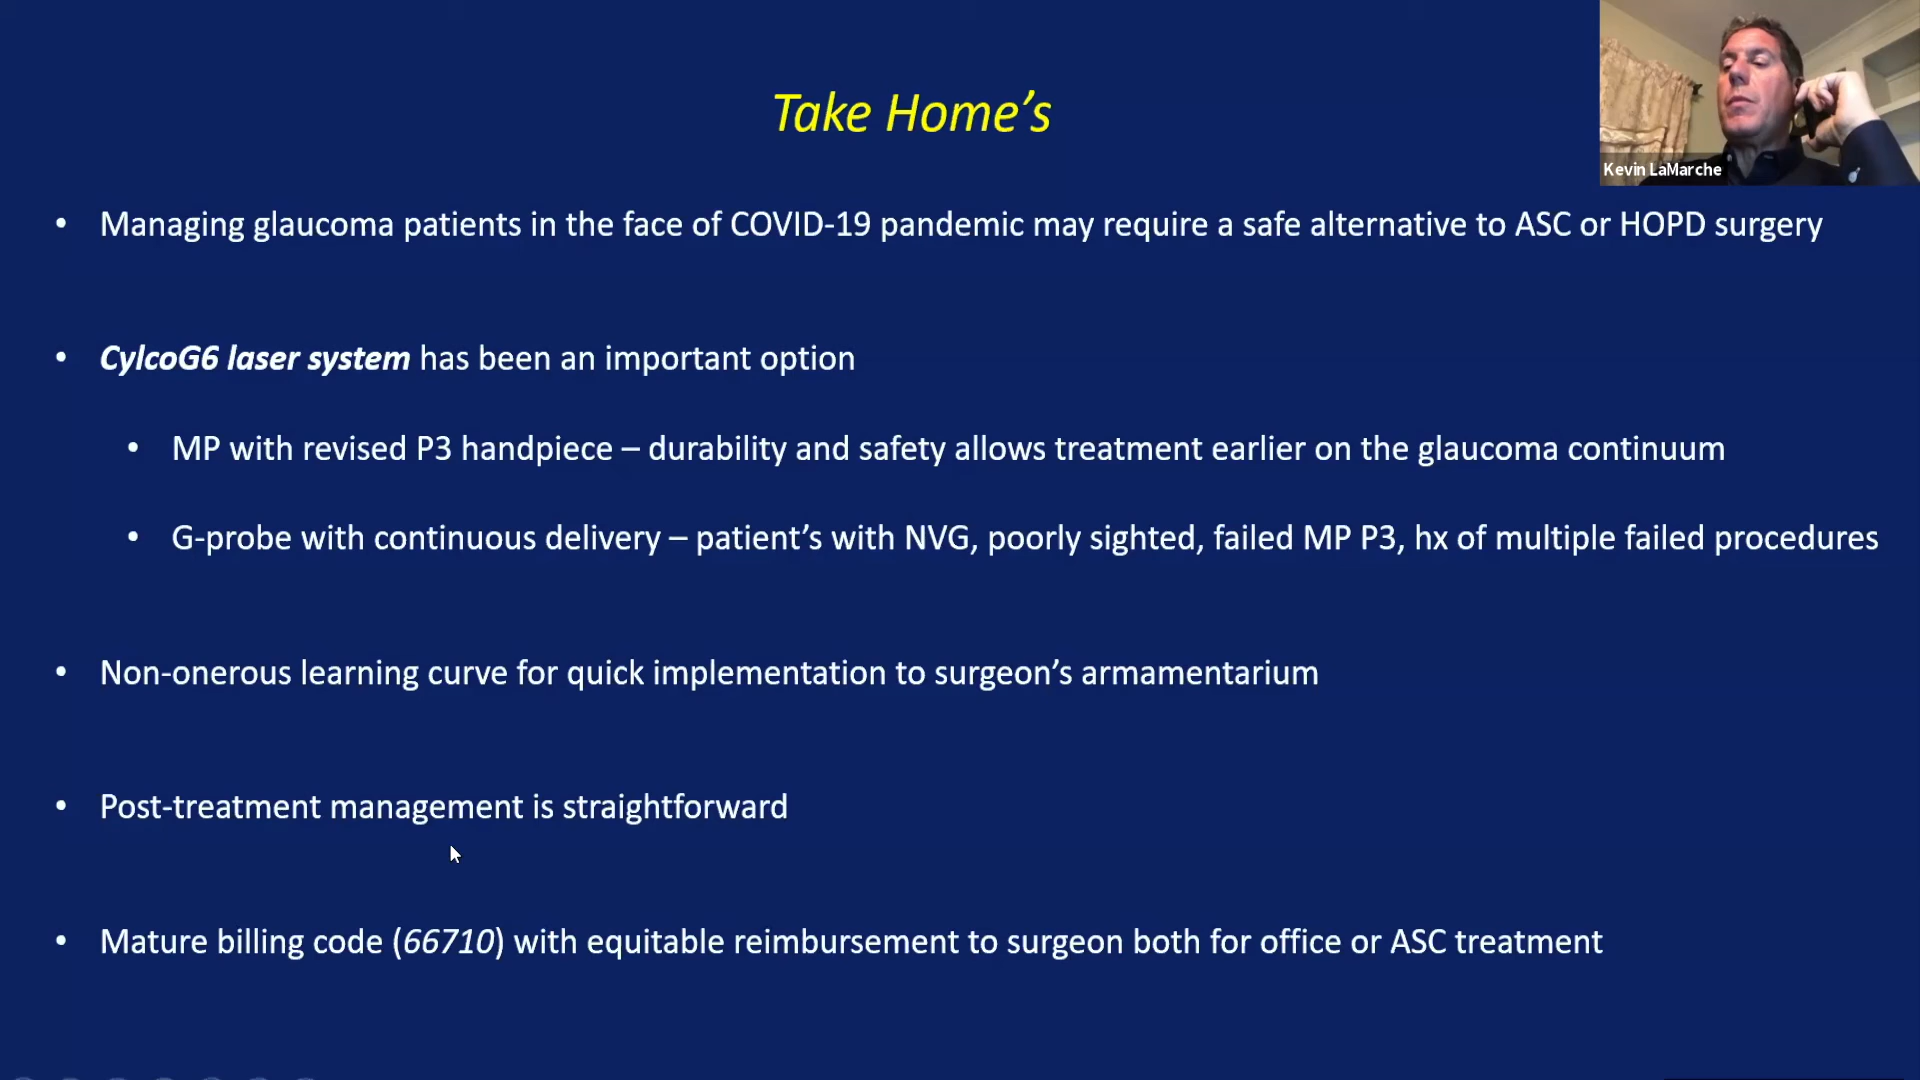 Take Home's
Kevin LaMarche
• Managing glaucoma patients in the face of COVID-19 pandemic may require a safe alternative to ASC or HOPD surgery
• CylcoG6 laser system has been an important option
• MP with revised P3 handpiece – durability and safety allows treatment earlier on the glaucoma continuum
• G-probe with continuous delivery – patient’s with NVG, poorly sighted, failed MP P3, hx of multiple failed procedures
• Non-onerous learning curve for quick implementation to surgeon’s armamentarium
• Post-treatment management is straightforward
• Mature billing code (66710) with equitable reimbursement to surgeon both for office or ASC treatment